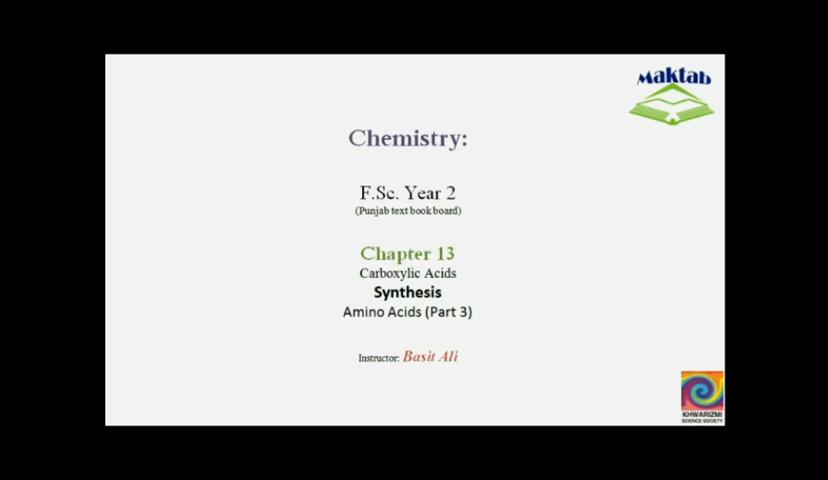 Maktab
Chemistry:
F.Sc. Year 2
(Punjab text book board)
Chapter 13
Carboxylic Acids
Synthesis
Amino Acids (Part 3)
Instructor: Basit Ali
KHWARIZMI
SCIENCE SOCIETY